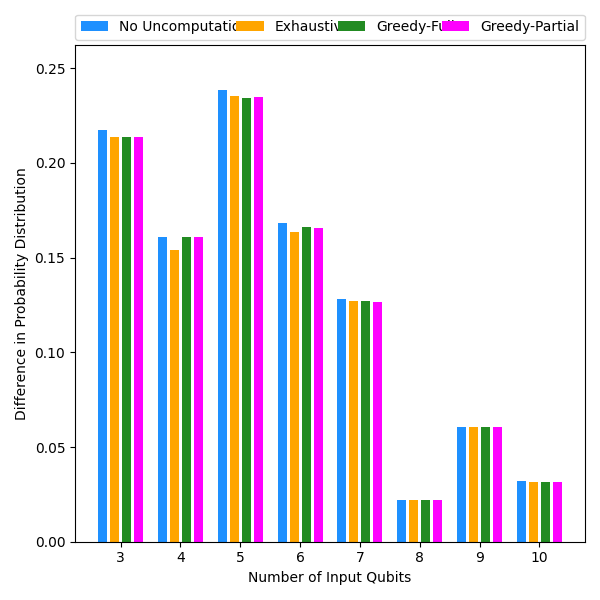 No Uncomputatio Exhaustiv Greedy-Full Greedy-Partial
0.25
0.20
0.15
0.10
0.05
0.00
Difference in Probability Distribution
3 4 5 6 7 8 9 10
Number of Input Qubits